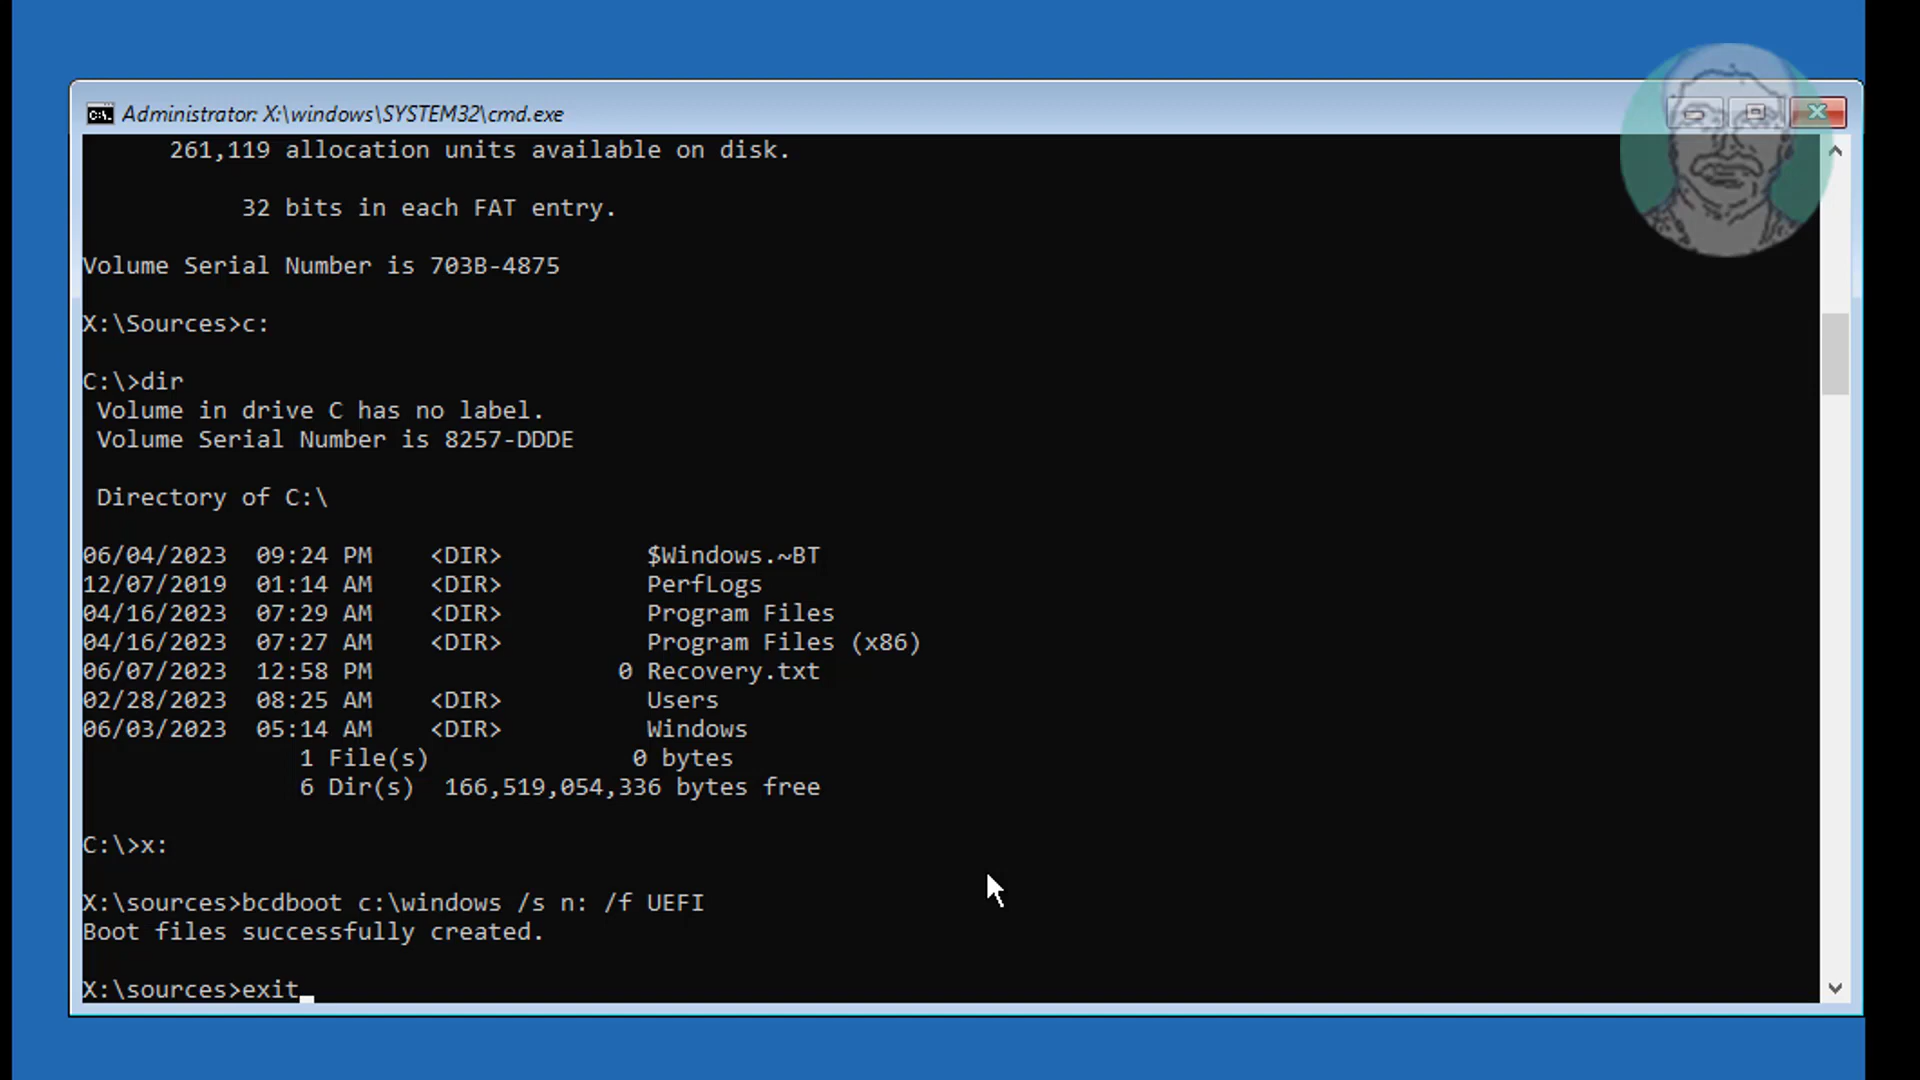 Administrator: X:\windows\SYSTEM32\cmd.exe
261,119 allocation units available on disk.
32 bits in each FAT entry.
Volume Serial Number is 703B-4875
X:\Sources>c:
C:\>dir
Volume in drive C has no label.
Volume Serial Number is 8257-DDDE
Directory of C:\
06/04/2023  09:24 PM    <DIR>          $Windows.~BT
12/07/2019  01:14 AM    <DIR>          PerfLogs
04/16/2023  07:29 AM    <DIR>          Program Files
04/16/2023  07:27 AM    <DIR>          Program Files (x86)
06/07/2023  12:58 PM                 0 Recovery.txt
02/28/2023  08:25 AM    <DIR>          Users
06/03/2023  05:14 AM    <DIR>          Windows
1 File(s)              0 bytes
6 Dir(s)  166,519,054,336 bytes free
C:\>x:
X:\sources>bcdboot c:\windows /s n: /f UEFI
Boot files successfully created.
X:\sources>exit